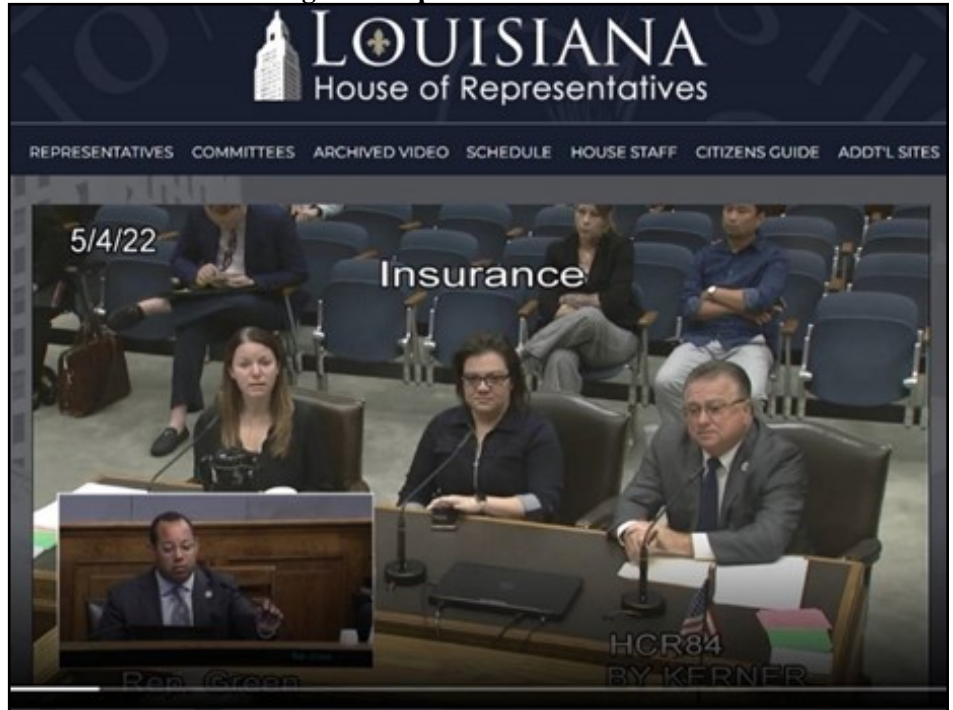 LOUISIANA
House of Representatives
REPRESENTATIVES COMMITTEES ARCHIVED VIDEO SCHEDULE HOUSE STAFF CITIZENS GUIDE ADDT'L SITES
5/4/22
Insurance
HCR84
BY KERNER
Rep. Green